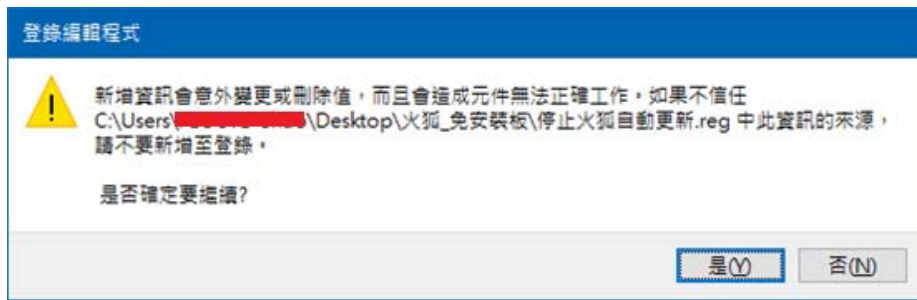 登錄編輯程式
新增資訊會意外變更或刪除值，而且會造成元件無法正確工作。如果不信任
C:\Users\ \Desktop\火狐_免安裝板\停止火狐自動更新.reg 中此資訊的來源，
請不要新增至登錄。
是否確定要繼續?
是(Y) 否(N)